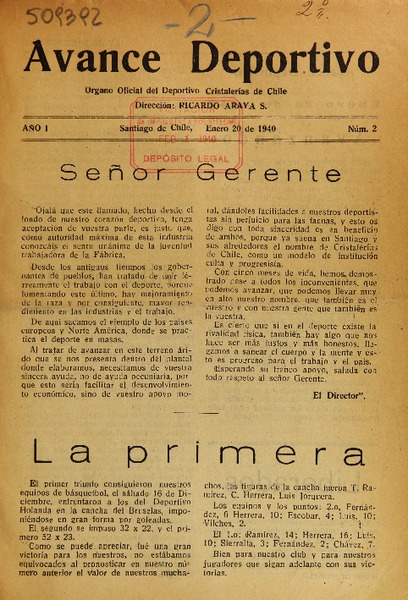 509392
-2-
2º
Avance Deportivo
Organo Oficial del Deportivo Cristalerías de Chile
Dirección: RICARDO ARAYA S.
AÑO I Santiago de Chile, Enero 20 de 1940 Núm. 2
DEPÓSITO LEGAL
Señor Gerente
"Ojalá que este llamado, hecho desde el
fondo de nuestro corazón deportivo, tenga
aceptación de vuestra parte, es justo que,
como autoridad máxima de esta industria
conozcáis el sentir unánime de la juventud
trabajadora de la Fábrica.
Desde los antiguos tiempos los gober-
nantes de pueblos, han tratado de unir fé-
rreamente el trabajo con el deporte, porque
fomentando este último, hay mejoramiento
de la raza y por consiguiente, mayor ren-
dimiento en las industrias y el trabajo.
De aquí sacamos el ejemplo de los países
europeos y Norte América, donde se prac-
tica el deporte en masas.
Al tratar de avanzar en este terreno ári-
do que se nos presenta dentro del plantel
donde elaboramos, necesitamos de vuestra
sincera ayuda, no de ayuda pecuniaria, por-
que esto sería facilitar el desenvolvimien-
to económico, sino de vuestro apoyo mo-
ral, dándoles facilidades a nuestros deportis-
tas sin perjuicio para las faenas, y esto os
digo con toda sinceridad es en beneficio
de ambos, porque ya suena en Santiago y
sus alrededores el nombre de Cristalerías
de Chile, como un modelo de institución
culta y progresista.
Con cinco meses de vida, hemos demos-
trado pese a todos los inconvenientes, que
podemos avanzar, que podemos llevar muy
en alto nuestro nombre, que también es el
vuestro y con nuestra gente que también es
la vuestra.
Es cierto que si en el deporte existe la
rivalidad física, también hay algo que nos
hace ser más justos y más honestos, lle-
gamos a sanear el cuerpo y la mente y es-
to es progreso para el trabajo y el país.
Esperando su franco apoyo, saluda con
todo respeto al señor Gerente.
El Director".
La primera
El primer triunfo consiguieron nuestros
equipos de básquetbol, el sábado 16 de Di-
ciembre, enfrentaron a los del Deportivo
Holanda en la cancha del Bruselas, impo-
niéndose en gran forma por goleadas.
El segundo se impuso 32 x 22, y el pri-
mero 52 x 23.
Como se puede apreciar, fué una gran
victoria para los nuestros, no estábamos
equivocados al pronosticar en nuestro nú-
mero anterior el valor de nuestros mucha-
chos, las figuras de la cancha fueron T. Ra-
mírez, C. Herrera, Luis Jorquera.
Los equipos y los puntos: 2.o, Fernán-
dez, 6 Herrera, 10; Escobar, 4; Luis, 10;
Vilches, 2.
El 1.o: Ramírez, 14; Herrera, 16; Luis,
10; Sierralta, 3; Fernández, 2; Chávez, 7.
Bien para nuestro club y para nuestros
jugadores que sigan adelante con sus vic-
torias.